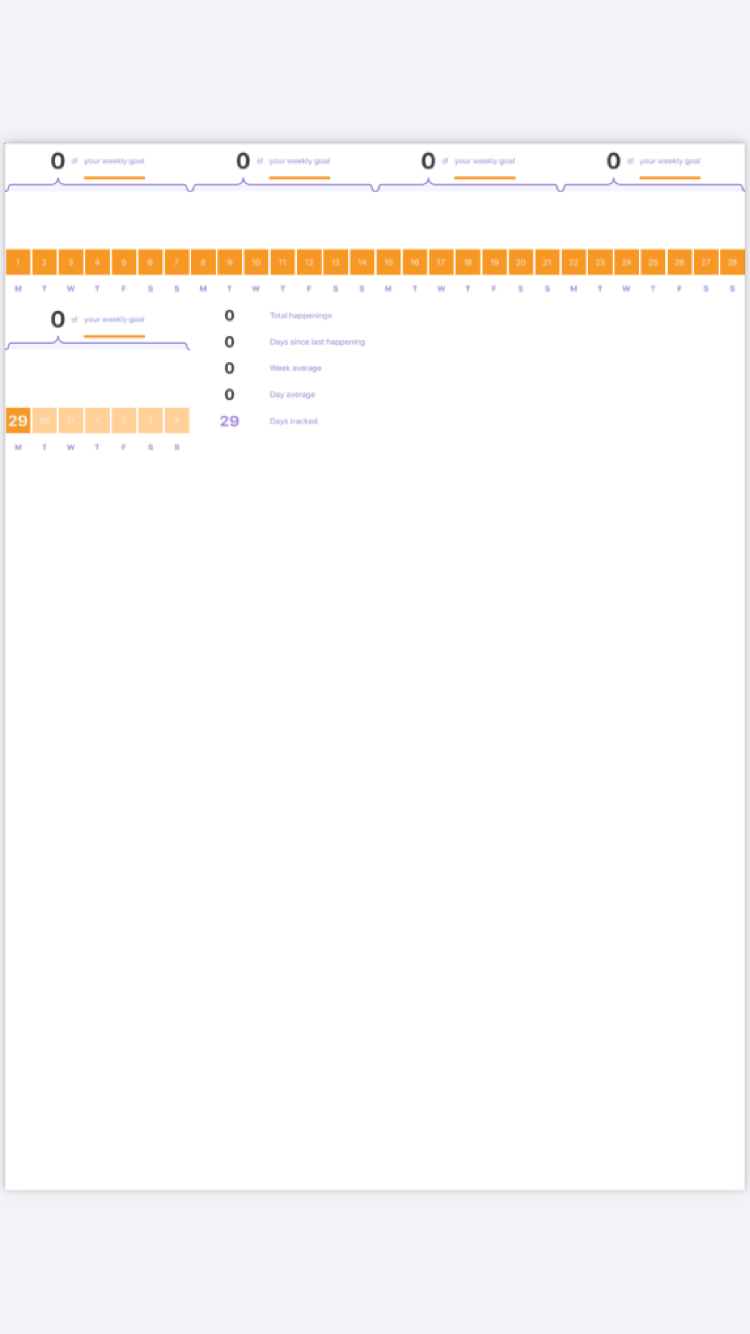 0 of your weekly goal 0 of your weekly goal 0 of your weekly goal 0 of your weekly goal
1 2 3 4 5 6 7 8 9 10 11 12 13 14 15 16 17 18 19 20 21 22 23 24 25 26 27 28
M T W T F S S M T W T F S S M T W T F S S M T W T F S S
0 of your weekly goal
29 30 31 1 2 3 4
M T W T F S S
0 Total happenings
0 Days since last happening
0 Week average
0 Day average
29 Days tracked